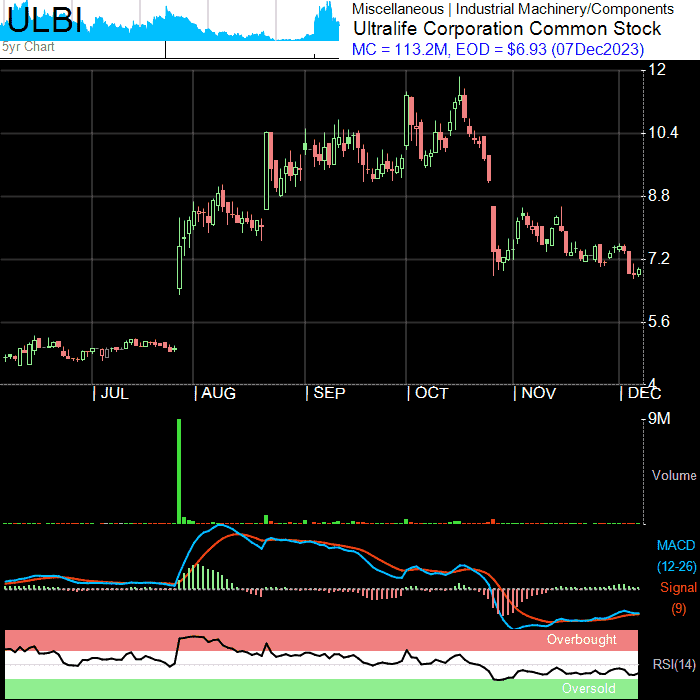 ULBI
5yr Chart
Miscellaneous | Industrial Machinery/Components
Ultralife Corporation Common Stock
MC = 113.2M, EOD = $6.93 (07Dec2023)
12
10.4
8.8
7.2
5.6
4
JUL
AUG
SEP
OCT
NOV
DEC
9M
Volume
MACD
(12-26)
Signal
(9)
Overbought
RSI(14)
Oversold